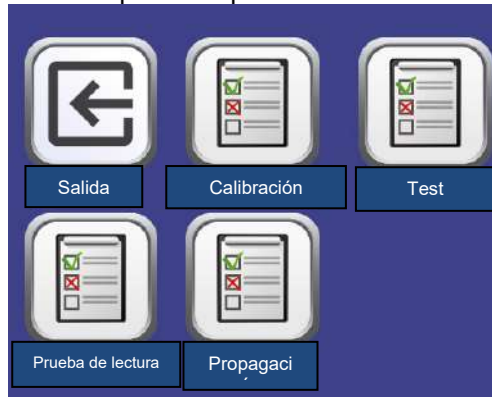 Salida
Calibración
Test
Prueba de lectura
Propagaci